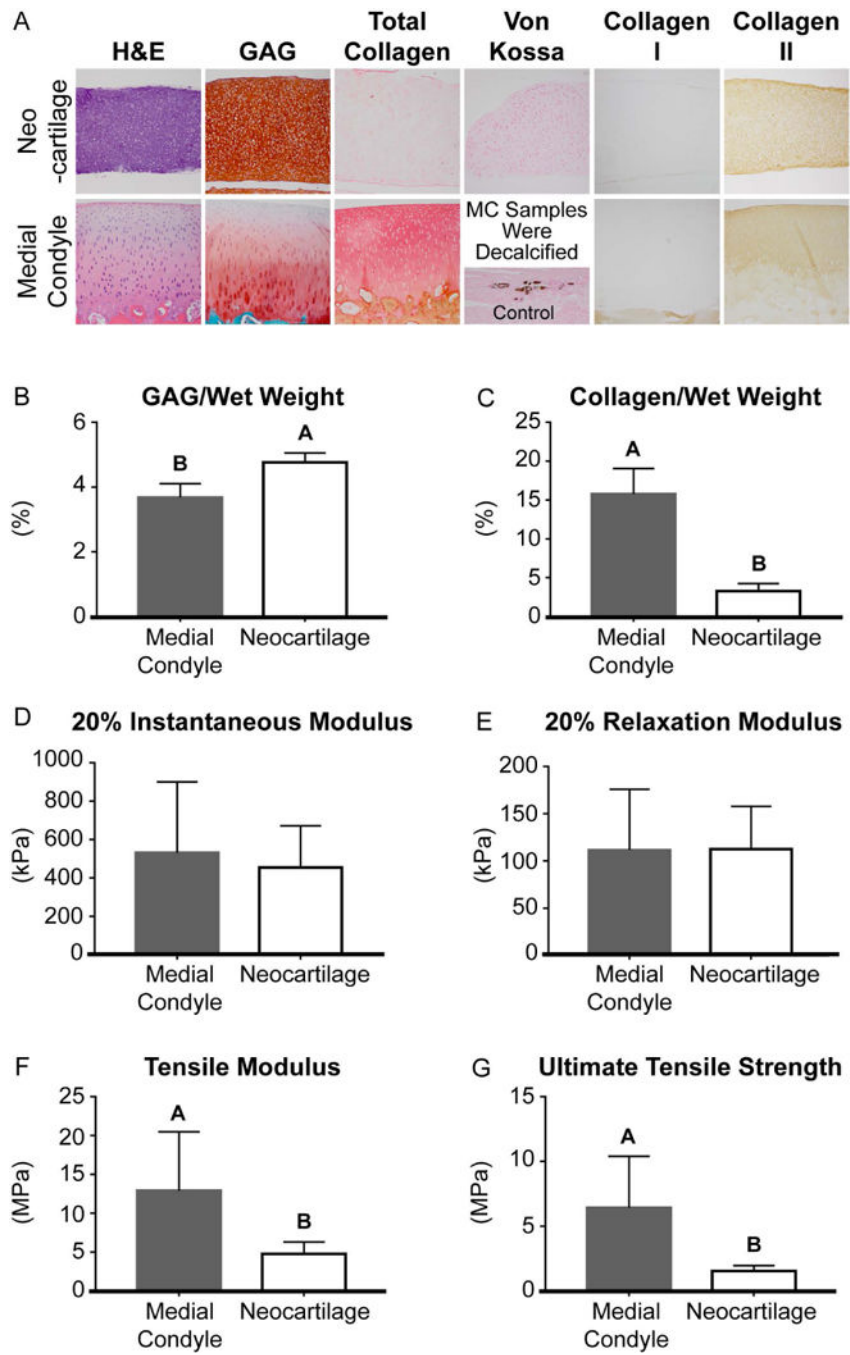 A
H&E
GAG
Total
Collagen
Von
Kossa
Collagen
I
Collagen
II
Neo
-cartilage
Medial
Condyle
MC Samples
Were
Decalcified
Control
B
GAG/Wet Weight
(%)
6
4
2
0
B
A
Medial
Condyle
Neocartilage
C
Collagen/Wet Weight
(%)
25
20
15
10
5
0
A
B
Medial
Condyle
Neocartilage
D
20% Instantaneous Modulus
(kPa)
1000
800
600
400
200
0
Medial
Condyle
Neocartilage
E
20% Relaxation Modulus
(kPa)
200
150
100
50
0
Medial
Condyle
Neocartilage
F
Tensile Modulus
(MPa)
25
20
15
10
5
0
A
B
Medial
Condyle
Neocartilage
G
Ultimate Tensile Strength
(MPa)
15
10
5
0
A
B
Medial
Condyle
Neocartilage